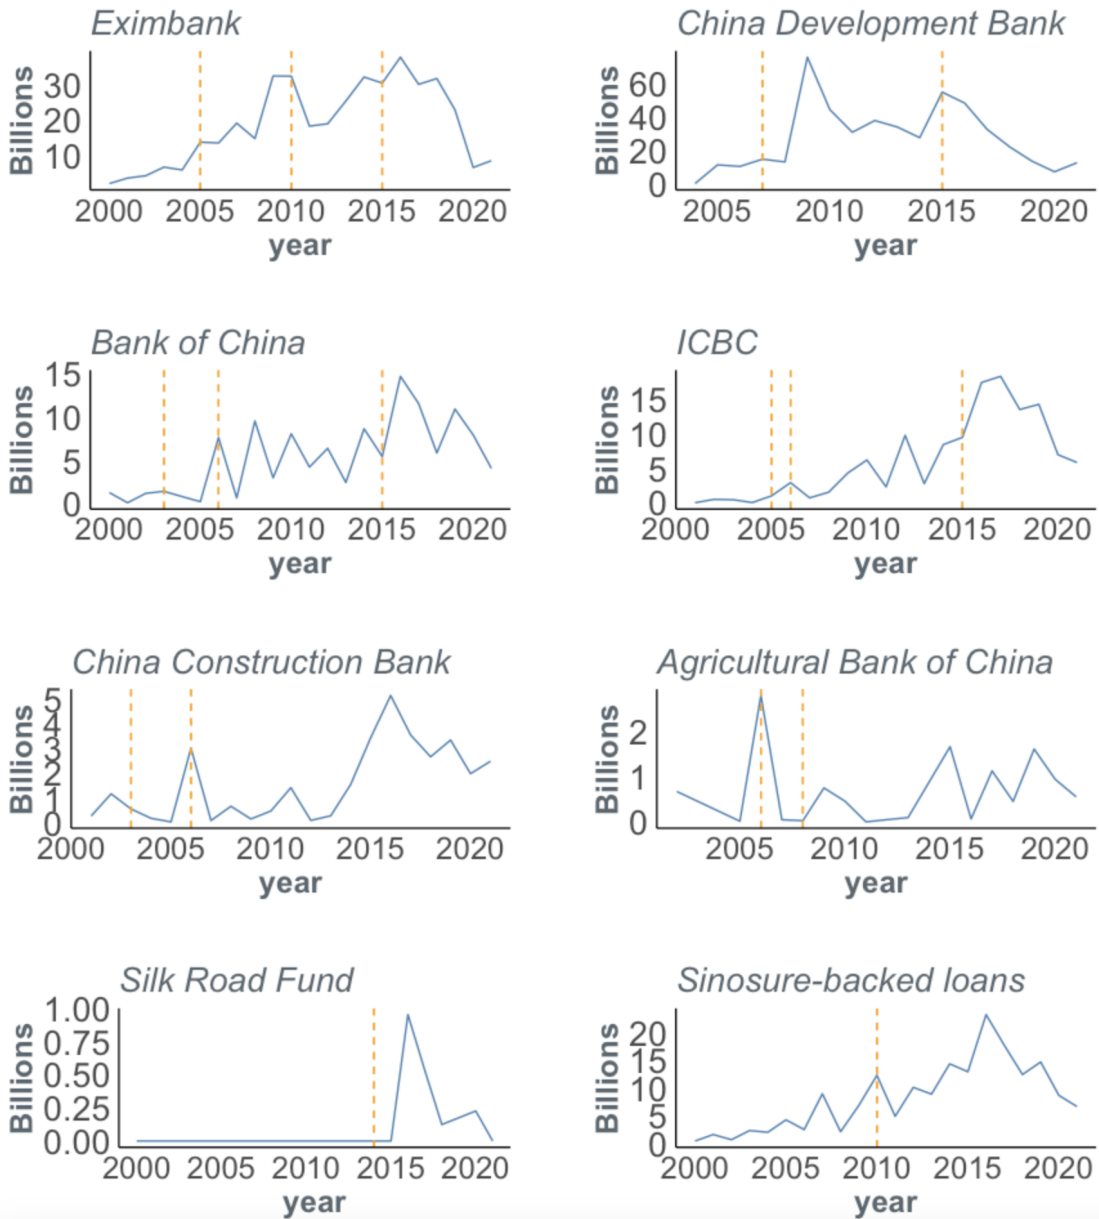 Eximbank
Billions
30
20
10
2000 2005 2010 2015 2020
year
China Development Bank
Billions
60
40
20
0
2005 2010 2015 2020
year
Bank of China
Billions
15
10
5
0
2000 2005 2010 2015 2020
year
ICBC
Billions
15
10
5
0
2000 2005 2010 2015 2020
year
China Construction Bank
Billions
5
4
3
2
1
0
2000 2005 2010 2015 2020
year
Agricultural Bank of China
Billions
2
1
0
2005 2010 2015 2020
year
Silk Road Fund
Billions
1.00
0.75
0.50
0.25
0.00
2000 2005 2010 2015 2020
year
Sinosure-backed loans
Billions
20
15
10
5
0
2000 2005 2010 2015 2020
year